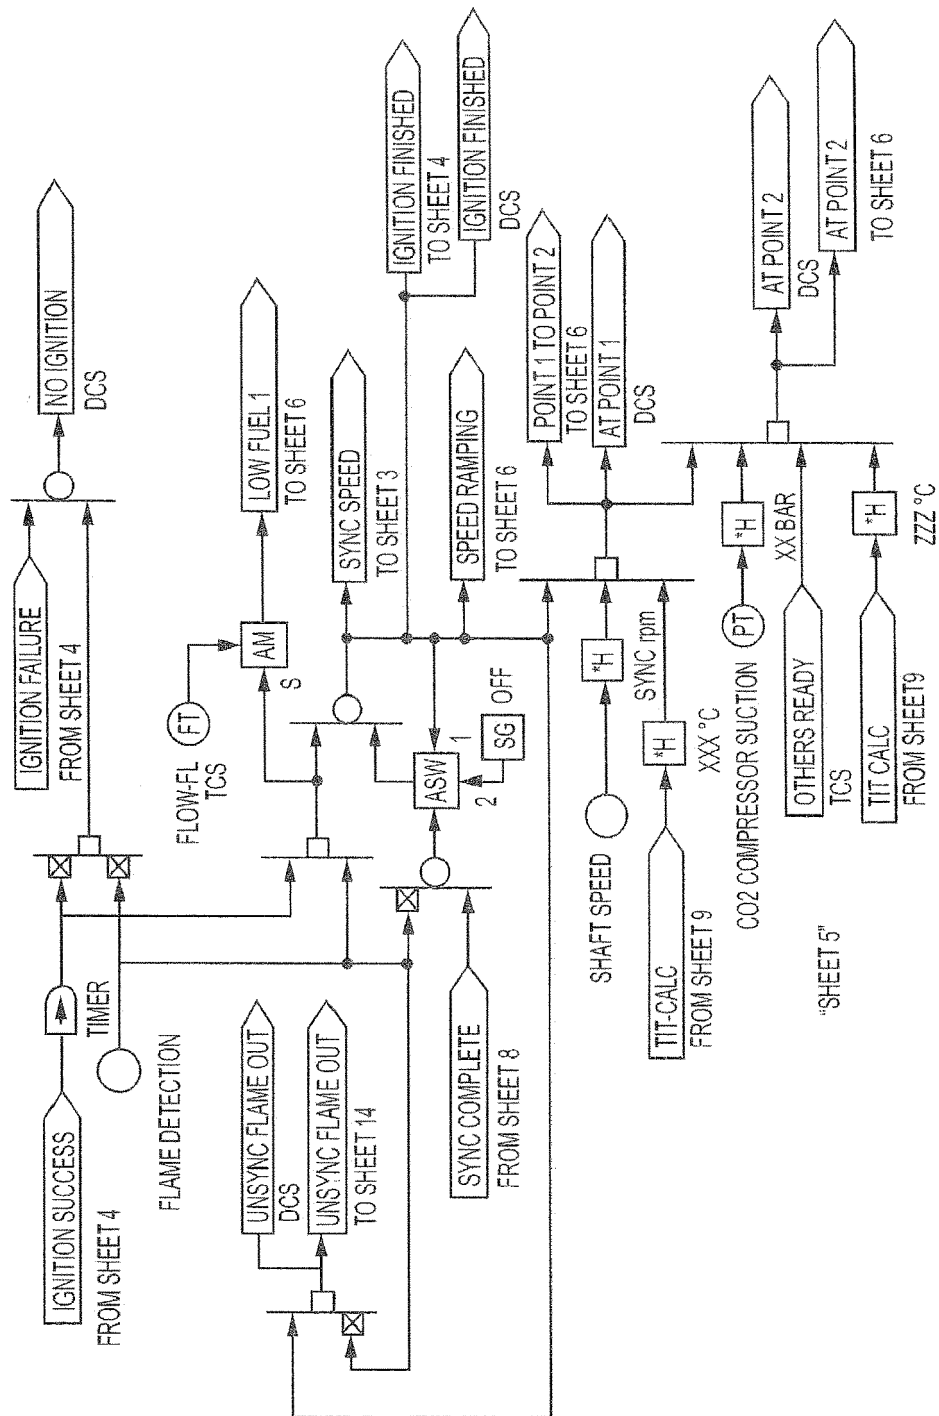 IGNITION SUCCESS
FROM SHEET 4
TIMER
FLAME DETECTION
IGNITION FAILURE
FROM SHEET 4
NO IGNITION
DCS
UNSYNC FLAME OUT
DCS
UNSYNC FLAME OUT
TO SHEET 14
FLOW-FL
TCS
FT
AM
S
LOW FUEL 1
TO SHEET 6
SYNC SPEED
TO SHEET 3
IGNITION FINISHED
TO SHEET 4
IGNITION FINISHED
DCS
SYNC COMPLETE
FROM SHEET 8
ASW
1
2
SG
OFF
SPEED RAMPING
TO SHEET 6
SHAFT SPEED
*H
SYNC rpm
POINT 1 TO POINT 2
TO SHEET 6
AT POINT 1
DCS
TIT-CALC
FROM SHEET 9
*H
XXX °C
CO2 COMPRESSOR SUCTION
PT
*H
XX BAR
AT POINT 2
DCS
AT POINT 2
TO SHEET 6
OTHERS READY
TCS
TIT CALC
FROM SHEET9
*H
ZZZ °C
"SHEET 5"